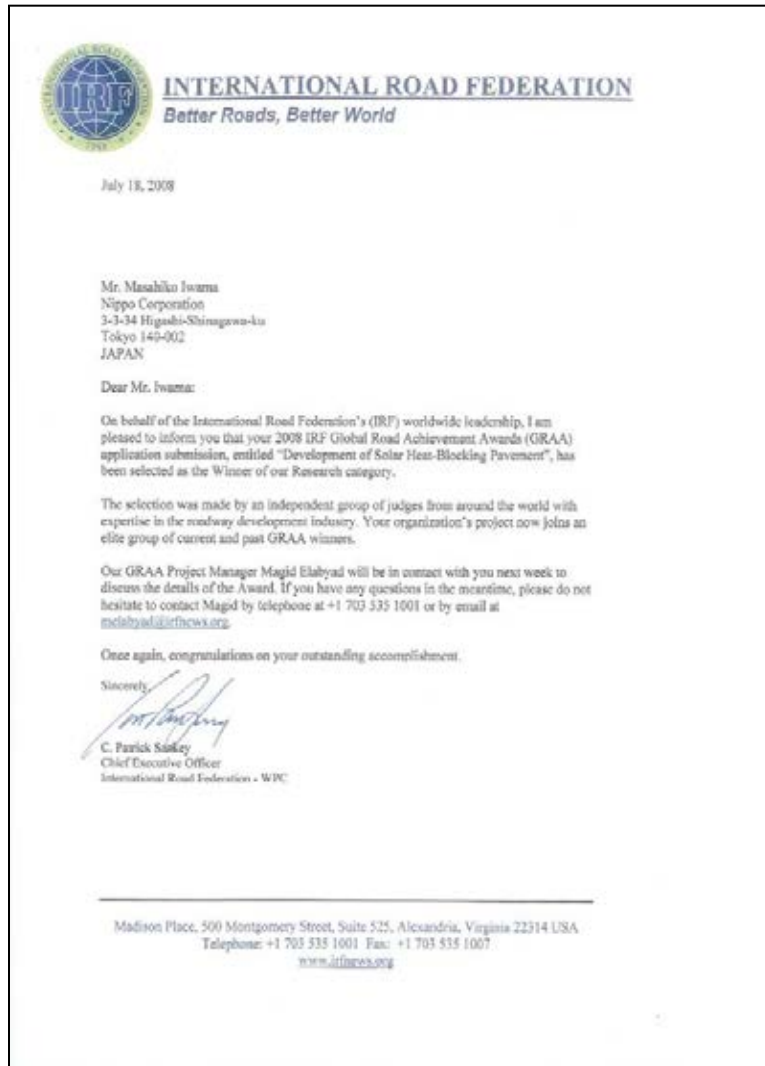 INTERNATIONAL ROAD FEDERATION
IRF
1948
INTERNATIONAL ROAD FEDERATION
Better Roads, Better World
July 18, 2008
Mr. Masahiko Iwama
Nippo Corporation
3-3-34 Higashi-Shinagawa-ku
Tokyo 140-002
JAPAN
Dear Mr. Iwama:
On behalf of the International Road Federation's (IRF) worldwide leadership, I am
pleased to inform you that your 2008 IRF Global Road Achievement Awards (GRAA)
application submission, entitled "Development of Solar Heat-Blocking Pavement", has
been selected as the Winner of our Research category.
The selection was made by an independent group of judges from around the world with
expertise in the roadway development industry. Your organization's project now joins an
elite group of current and past GRAA winners.
Our GRAA Project Manager Magid Elabyad will be in contact with you next week to
discuss the details of the Award. If you have any questions in the meantime, please do not
hesitate to contact Magid by telephone at +1 703 535 1001 or by email at
melabyad@irfnews.org.
Once again, congratulations on your outstanding accomplishment.
Sincerely,
C. Patrick Sankey
Chief Executive Officer
International Road Federation - WPC
Madison Place, 500 Montgomery Street, Suite 525, Alexandria, Virginia 22314 USA
Telephone: +1 703 535 1001 Fax: +1 703 535 1007
www.irfnews.org